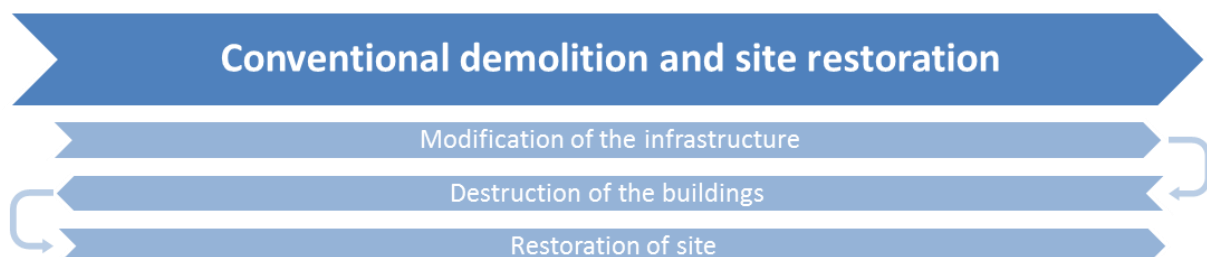 Conventional demolition and site restoration
Modification of the infrastructure
Destruction of the buildings
Restoration of site